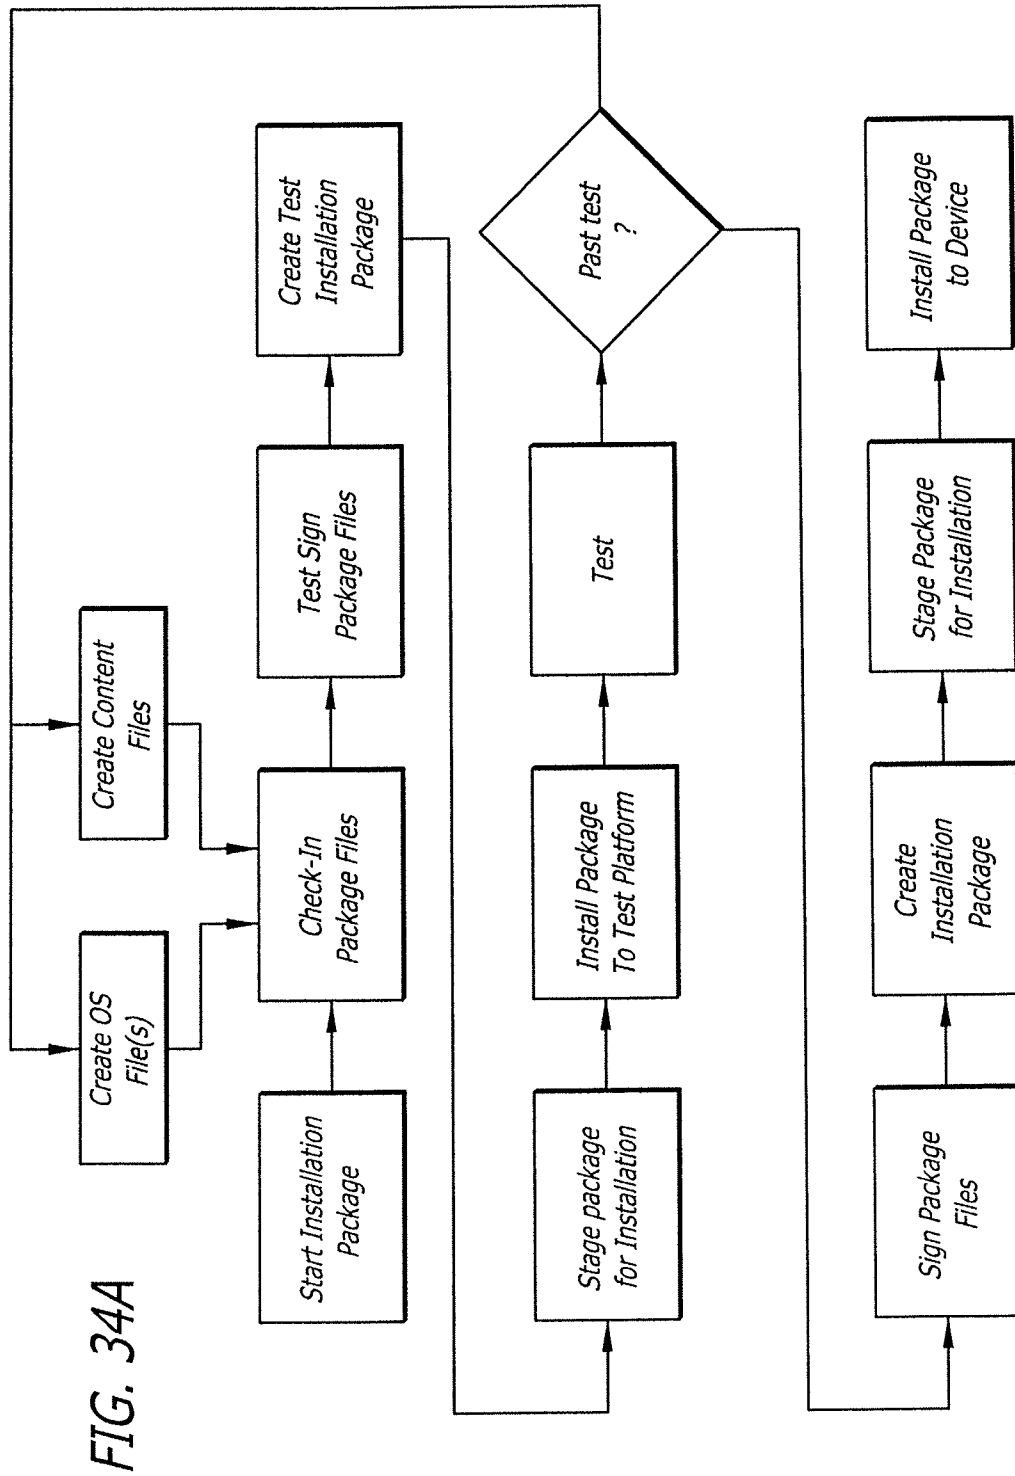 FIG. 34A
Create OS
File(s)
Create Content
Files
Start Installation
Package
Check-In
Package Files
Test Sign
Package Files
Create Test
Installation
Package
Stage package
for Installation
Install Package
To Test Platform
Test
Past test
?
Sign Package
Files
Create
Installation
Package
Stage Package
for Installation
Install Package
to Device